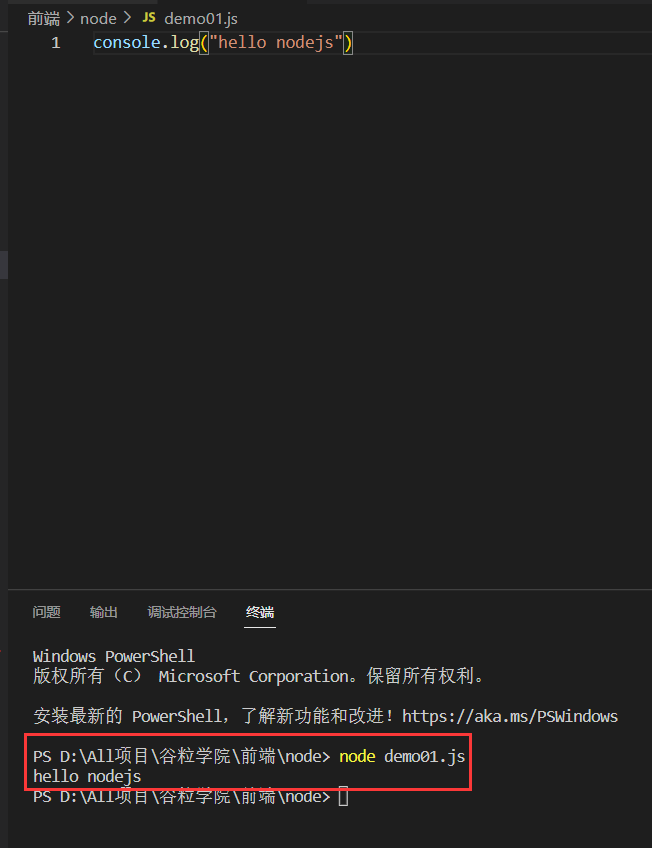 前端 > node > JS demo01.js
1 console.log("hello nodejs")
问题 输出 调试控制台 终端
Windows PowerShell
版权所有（C） Microsoft Corporation。保留所有权利。
安装最新的 PowerShell，了解新功能和改进！https://aka.ms/PSWindows
PS D:\All项目\谷粒学院\前端\node> node demo01.js
hello nodejs
PS D:\All项目\谷粒学院\前端\node>